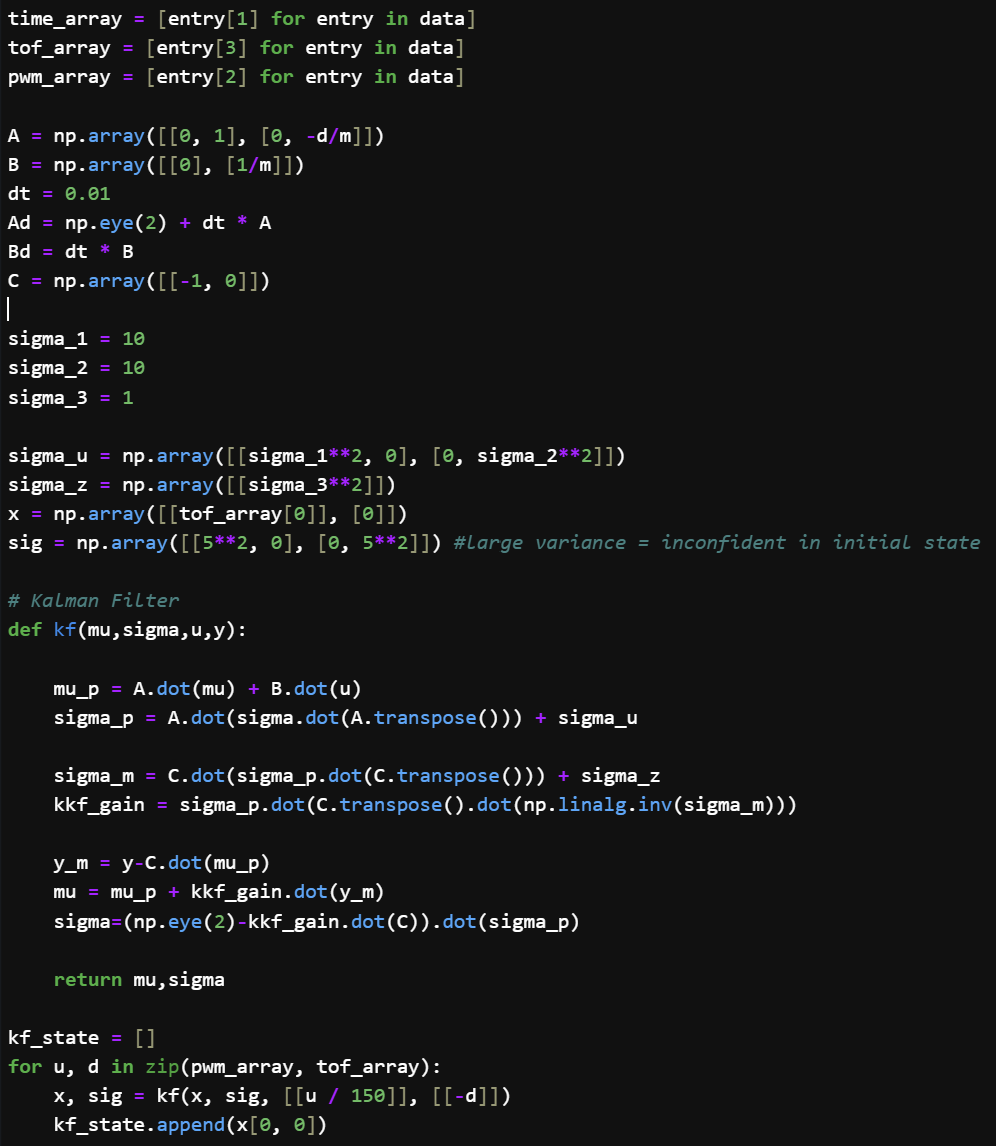 time_array = [entry[1] for entry in data]
tof_array = [entry[3] for entry in data]
pwm_array = [entry[2] for entry in data]
A = np.array([[0, 1], [0, -d/m]])
B = np.array([[0], [1/m]])
dt = 0.01
Ad = np.eye(2) + dt * A
Bd = dt * B
C = np.array([[-1, 0]])
sigma_1 = 10
sigma_2 = 10
sigma_3 = 1
sigma_u = np.array([[sigma_1**2, 0], [0, sigma_2**2]])
sigma_z = np.array([[sigma_3**2]])
x = np.array([[tof_array[0]], [0]])
sig = np.array([[5**2, 0], [0, 5**2]]) #large variance = inconfident in initial state
# Kalman Filter
def kf(mu,sigma,u,y):
    mu_p = A.dot(mu) + B.dot(u)
    sigma_p = A.dot(sigma.dot(A.transpose())) + sigma_u
    sigma_m = C.dot(sigma_p.dot(C.transpose())) + sigma_z
    kkf_gain = sigma_p.dot(C.transpose().dot(np.linalg.inv(sigma_m)))
    y_m = y-C.dot(mu_p)
    mu = mu_p + kkf_gain.dot(y_m)
    sigma=(np.eye(2)-kkf_gain.dot(C)).dot(sigma_p)
    return mu,sigma
kf_state = []
for u, d in zip(pwm_array, tof_array):
    x, sig = kf(x, sig, [[u / 150]], [[-d]])
    kf_state.append(x[0, 0])